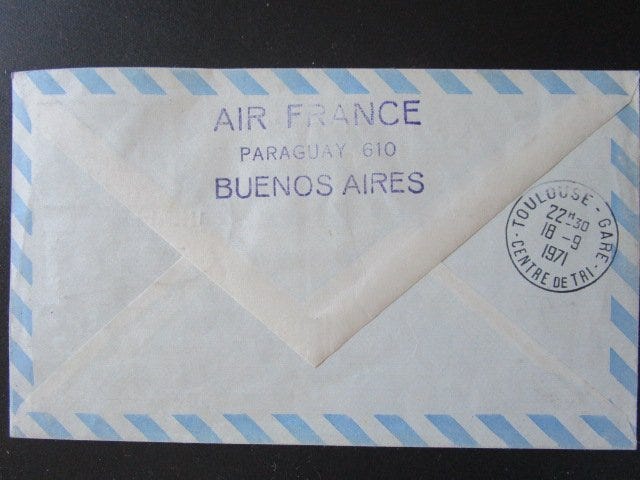 AIR FRANCE
PARAGUAY 610
BUENOS AIRES
TOULOUSE - GARE
22H30
18 - 9
1971
· CENTRE DE TRI ·